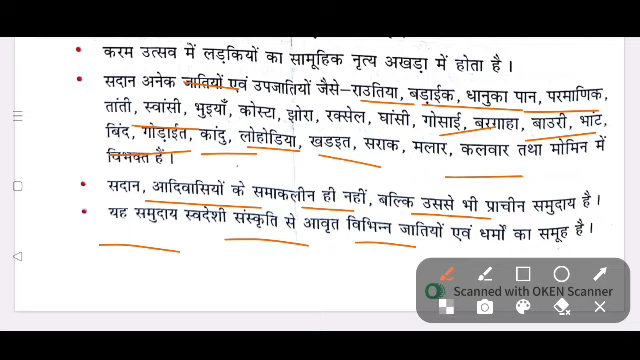 करम उत्सव में लड़कियों का सामूहिक नृत्य अखड़ा में होता है।
सदान अनेक जातियों एवं उपजातियों जैसे-राउतिया, बड़ाईक, धानुका पान, परमाणिक,
तांती, स्वांसी, भुइयाँ, कोस्टा, झोरा, रक्सेल, घांसी, गोसाई, बरगाहा, बाउरी, भांट,
बिंद, गोड़ाईत, कांदु, लोहोडिया, खडइत, सराक, मलार, कलवार तथा मोमिन में
विभक्त हैं।
सदान, आदिवासियों के समाकालीन ही नहीं, बल्कि उससे भी प्राचीन समुदाय है।
यह समुदाय स्वदेशी संस्कृति से आवृत विभिन्न जातियों एवं धर्मों का समूह है।
Scanned with OKEN Scanner